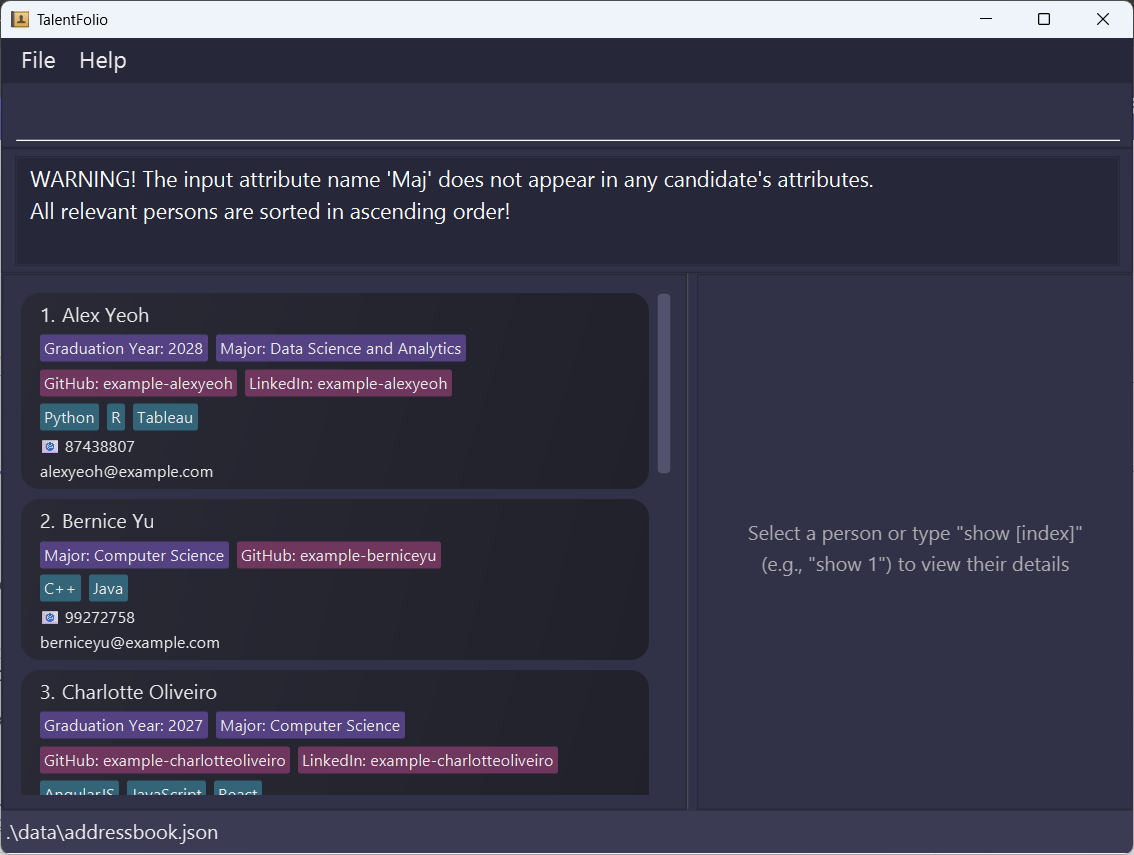 TalentFolio
File Help
WARNING! The input attribute name 'Maj' does not appear in any candidate's attributes.
All relevant persons are sorted in ascending order!
1. Alex Yeoh
Graduation Year: 2028 Major: Data Science and Analytics
GitHub: example-alexyeoh LinkedIn: example-alexyeoh
Python R Tableau
87438807
alexyeoh@example.com
2. Bernice Yu
Major: Computer Science GitHub: example-berniceyu
C++ Java
99272758
berniceyu@example.com
3. Charlotte Oliveiro
Graduation Year: 2027 Major: Computer Science
GitHub: example-charlotteoliveiro LinkedIn: example-charlotteoliveiro
AngularJS JavaScript React
Select a person or type "show [index]"
(e.g., "show 1") to view their details
.\data\addressbook.json